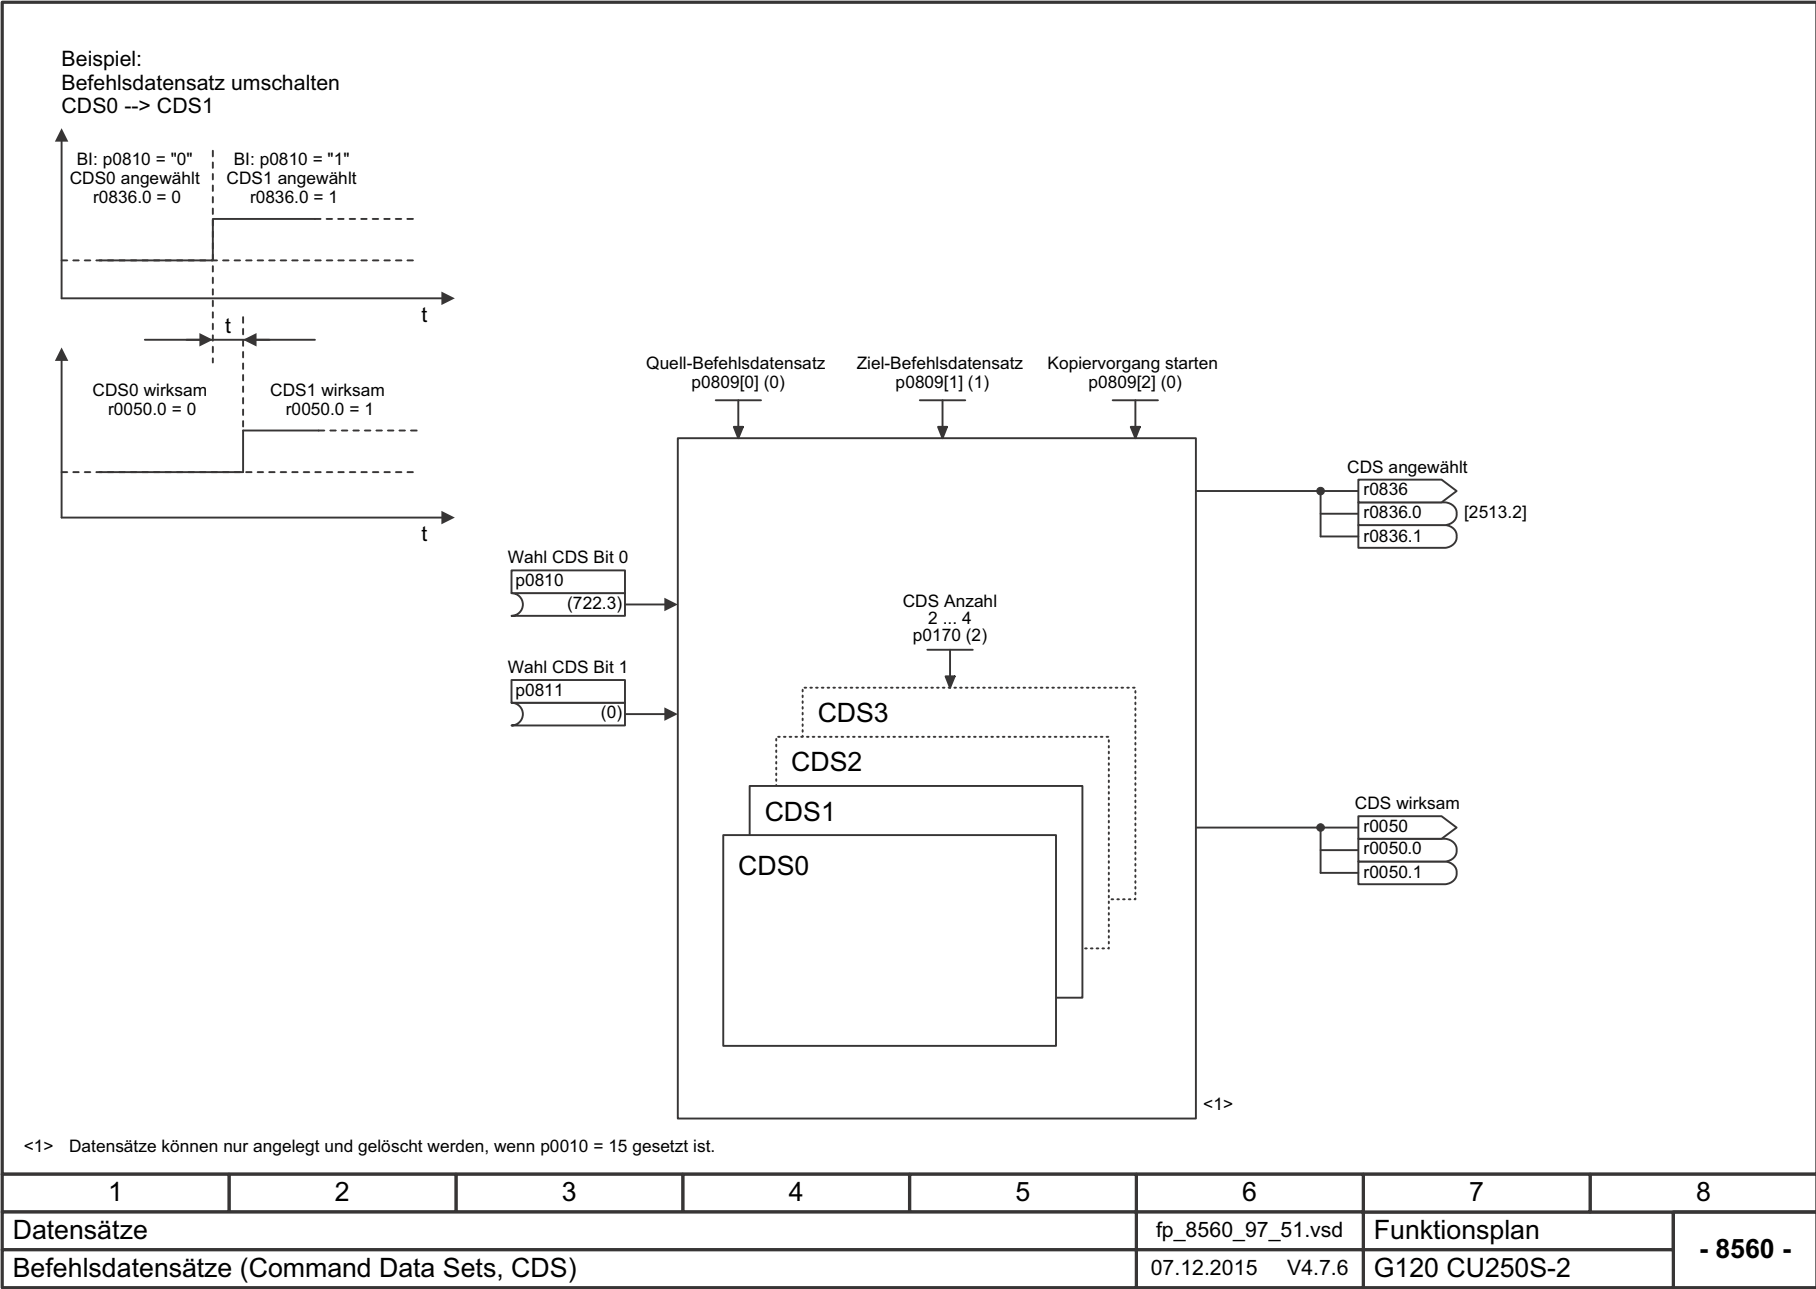 Beispiel:
Befehlsdatensatz umschalten
CDS0 --> CDS1
BI: p0810 = "0"
CDS0 angewählt
r0836.0 = 0
BI: p0810 = "1"
CDS1 angewählt
r0836.0 = 1
t
t
CDS0 wirksam
r0050.0 = 0
CDS1 wirksam
r0050.0 = 1
t
Quell-Befehlsdatensatz
p0809[0] (0)
Ziel-Befehlsdatensatz
p0809[1] (1)
Kopiervorgang starten
p0809[2] (0)
CDS angewählt
r0836
r0836.0
[2513.2]
r0836.1
Wahl CDS Bit 0
p0810
(722.3)
Wahl CDS Bit 1
p0811
(0)
CDS Anzahl
2 ... 4
p0170 (2)
CDS3
CDS2
CDS1
CDS0
CDS wirksam
r0050
r0050.0
r0050.1
<1>
<1> Datensätze können nur angelegt und gelöscht werden, wenn p0010 = 15 gesetzt ist.
1 2 3 4 5 6 7 8
Datensätze
fp_8560_97_51.vsd
Funktionsplan
- 8560 -
Befehlsdatensätze (Command Data Sets, CDS)
07.12.2015 V4.7.6
G120 CU250S-2